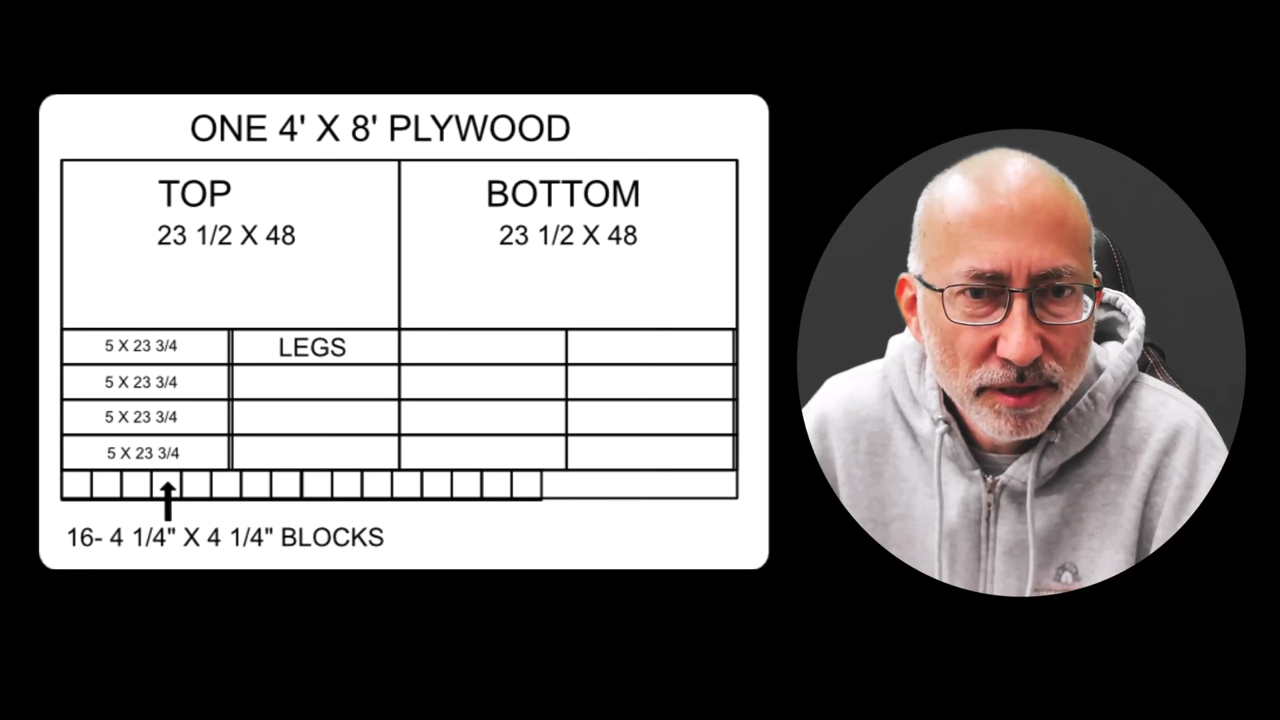 ONE 4' X 8' PLYWOOD
TOP
23 1/2 X 48
BOTTOM
23 1/2 X 48
5 X 23 3/4
LEGS
5 X 23 3/4
5 X 23 3/4
5 X 23 3/4
16- 4 1/4" X 4 1/4" BLOCKS